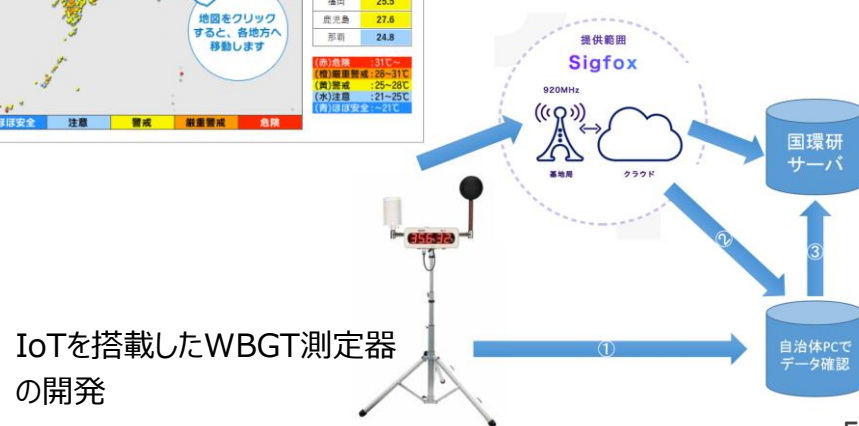 福岡 25.5
鹿児島 27.6
那覇 24.8
地図をクリック
すると、各地方へ
移動します
(赤)危険 :31℃~
(橙)厳重警戒:28~31℃
(黄)警戒 :25~28℃
(水)注意 :21~25℃
(青)ほぼ安全:~21℃
ほぼ安全 注意 警戒 厳重警戒 危険
提供範囲
Sigfox
920MHz
基地局 クラウド
国環研
サーバ
②
③
35.6 32
IoTを搭載したWBGT測定器
の開発
①
自治体PCで
データ確認